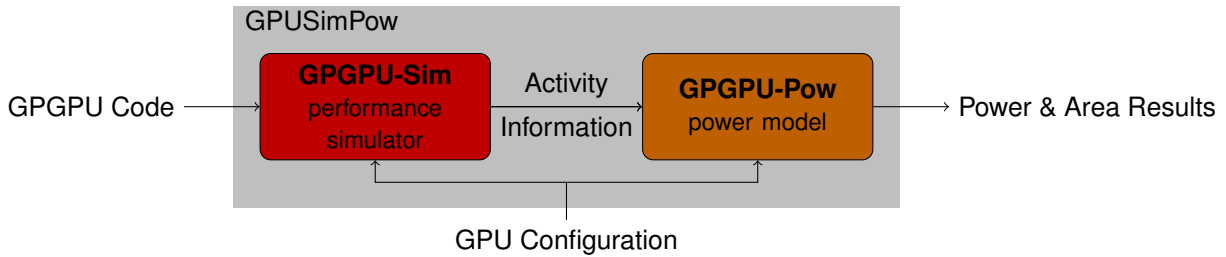 GPUSimPow
GPGPU Code
GPGPU-Sim
performance
simulator
Activity
Information
GPGPU-Pow
power model
Power & Area Results
GPU Configuration